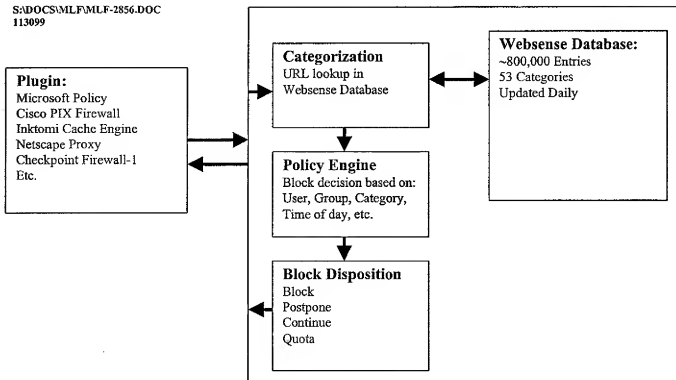 S:\DOCS\MLF\MLF-2856.DOC
113099
Plugin:
Microsoft Policy
Cisco PIX Firewall
Inktomi Cache Engine
Netscape Proxy
Checkpoint Firewall-1
Etc.
Categorization
URL lookup in
Websense Database
Policy Engine
Block decision based on:
User, Group, Category,
Time of day, etc.
Block Disposition
Block
Postpone
Continue
Quota
Websense Database:
~800,000 Entries
53 Categories
Updated Daily